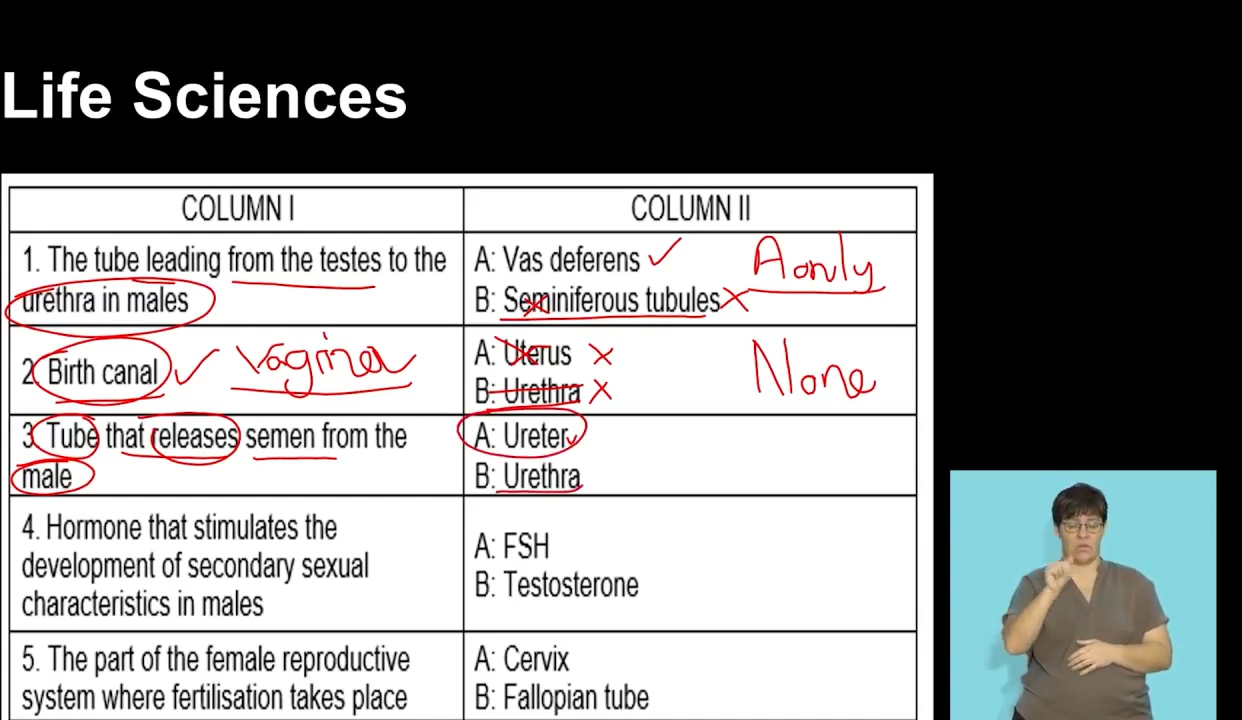 Life Sciences
COLUMN I
COLUMN II
1. The tube leading from the testes to the
urethra in males
A: Vas deferens
B: Seminiferous tubules
A only
2. Birth canal
vagina
A: Uterus
B: Urethra
None
3. Tube that releases semen from the
male
A: Ureter
B: Urethra
4. Hormone that stimulates the
development of secondary sexual
characteristics in males
A: FSH
B: Testosterone
5. The part of the female reproductive
system where fertilisation takes place
A: Cervix
B: Fallopian tube